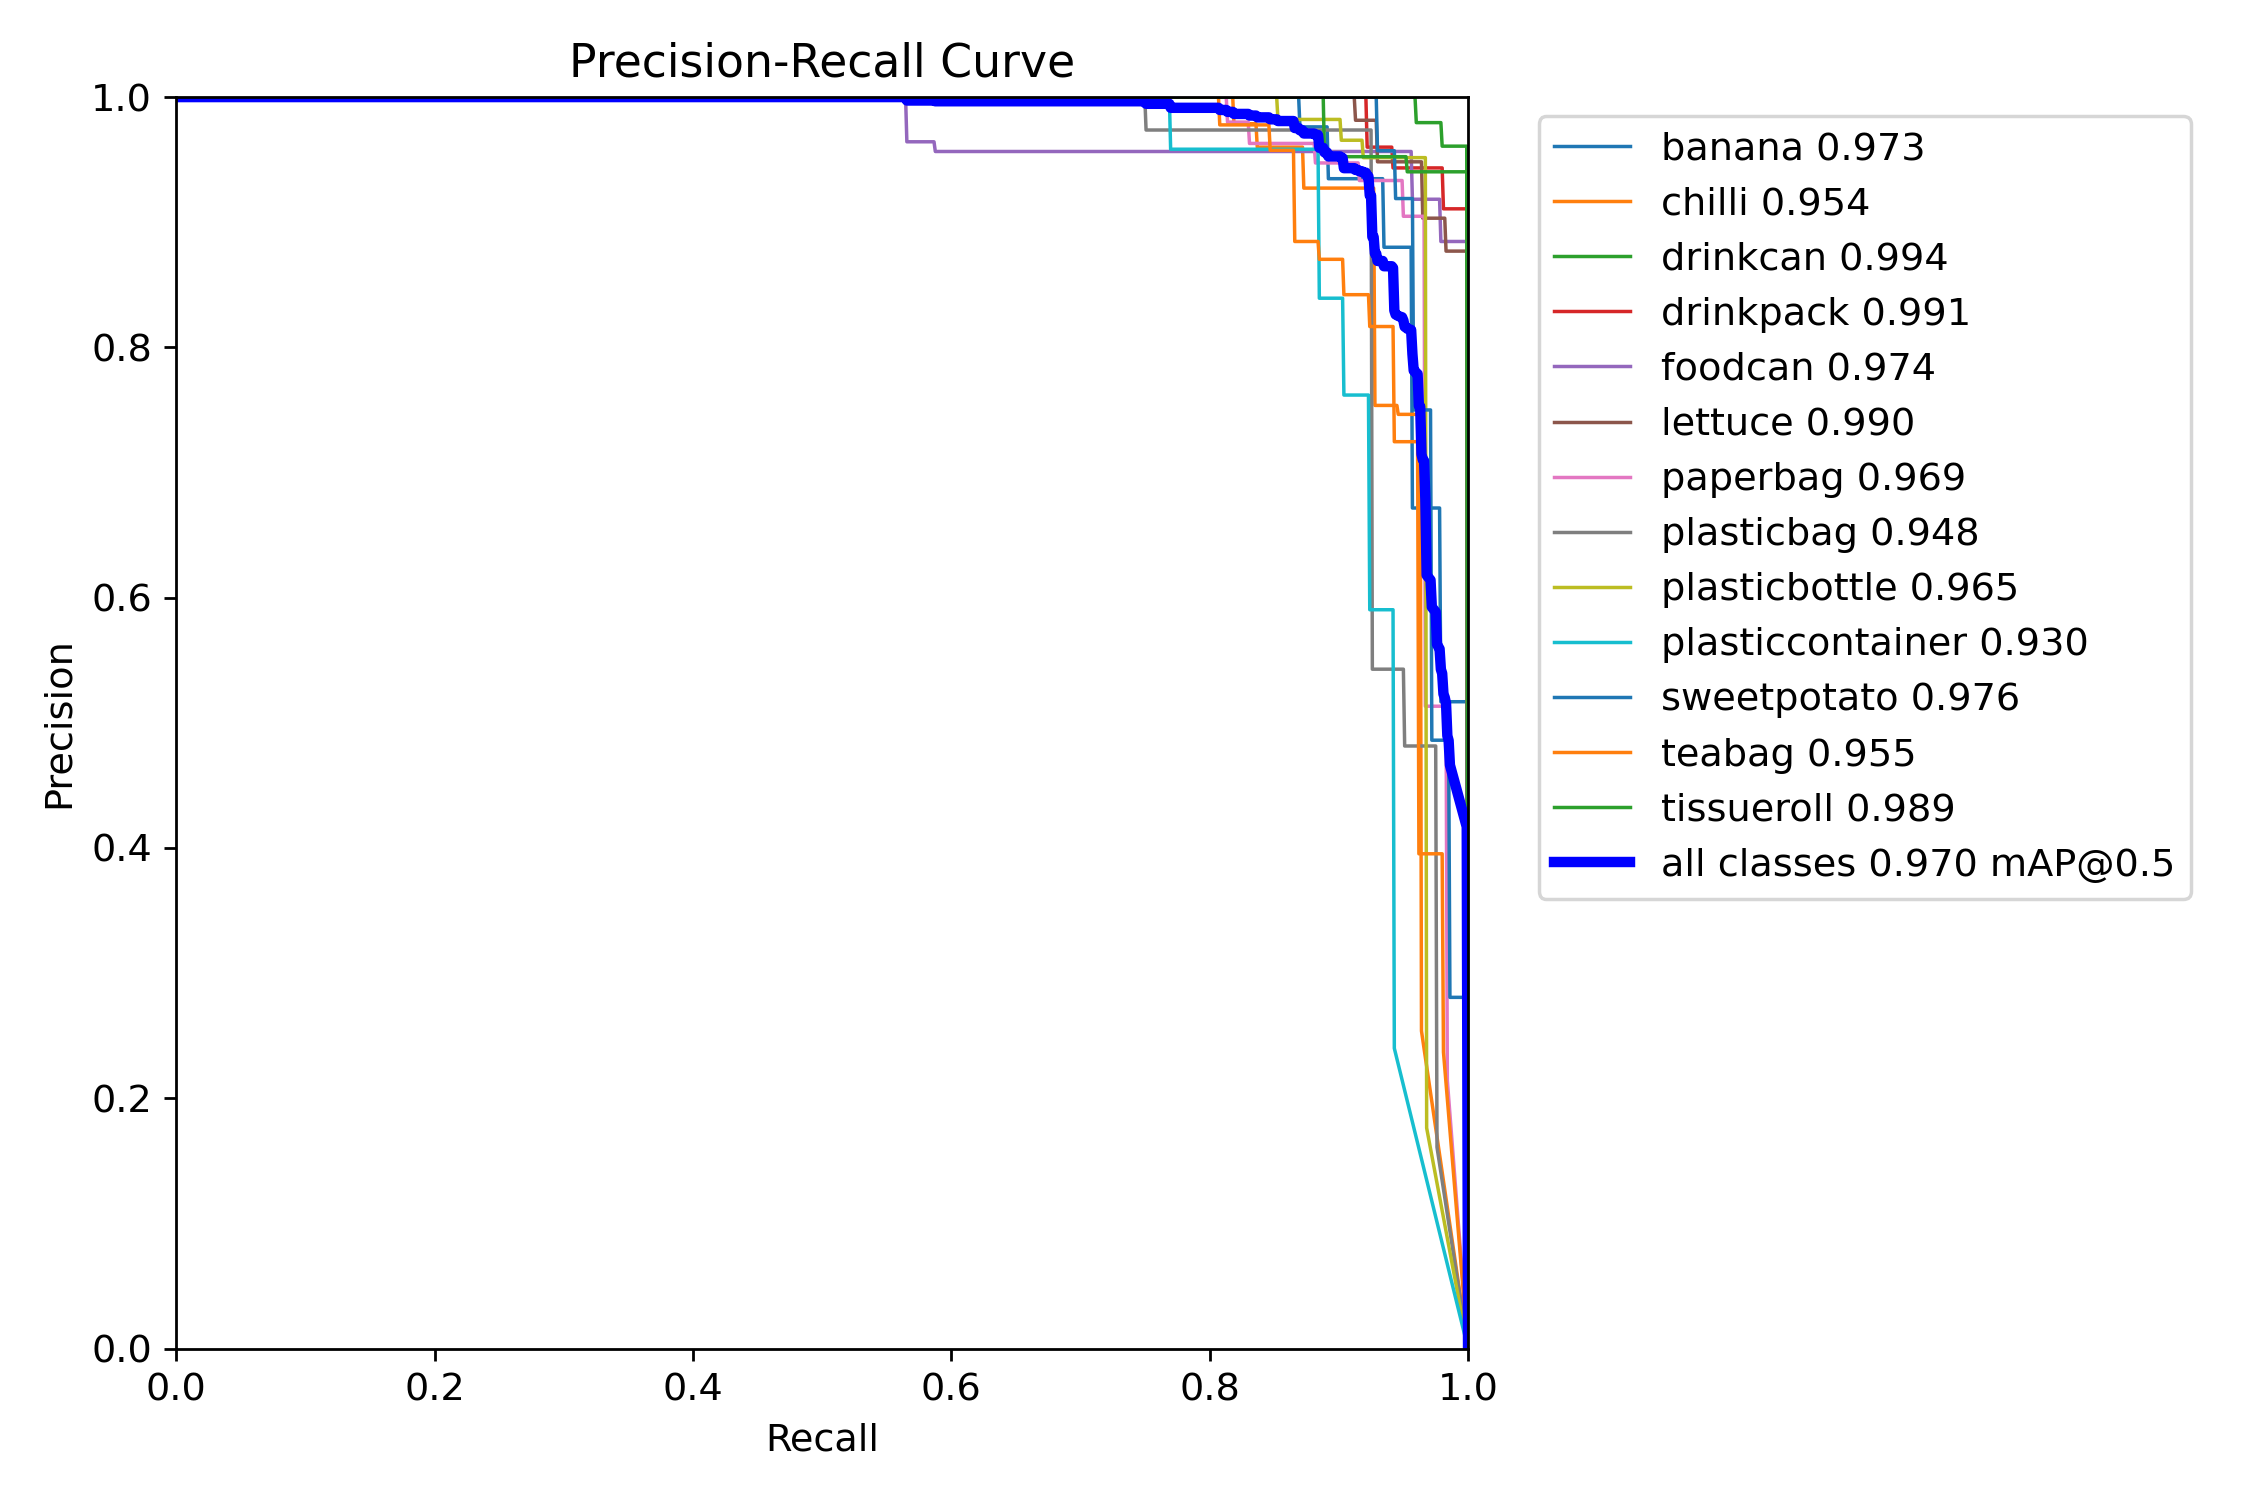 Precision-Recall Curve
1.0
0.8
0.6
0.4
0.2
0.0
Precision
0.0 0.2 0.4 0.6 0.8 1.0
Recall
banana 0.973
chilli 0.954
drinkcan 0.994
drinkpack 0.991
foodcan 0.974
lettuce 0.990
paperbag 0.969
plasticbag 0.948
plasticbottle 0.965
plasticcontainer 0.930
sweetpotato 0.976
teabag 0.955
tissueroll 0.989
all classes 0.970 mAP@0.5